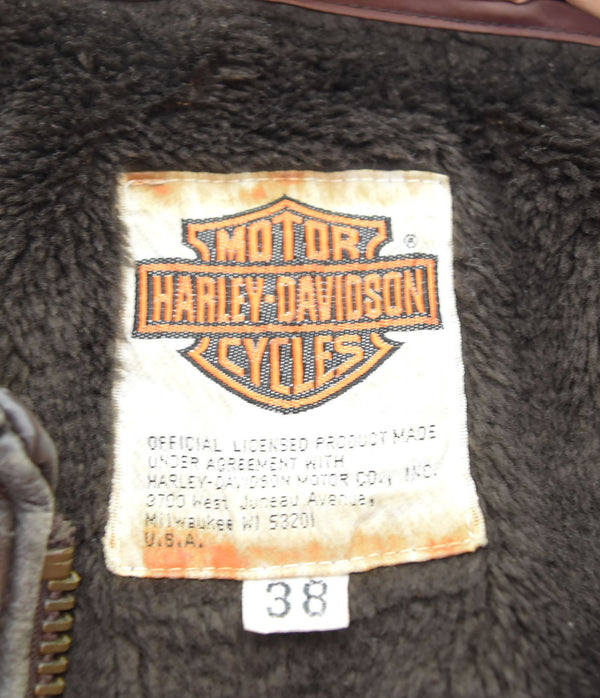 MOTOR
®
HARLEY-DAVIDSON
CYCLES
OFFICIAL LICENSED PRODUCT MADE
UNDER AGREEMENT WITH
HARLEY-DAVIDSON MOTOR CO., INC.
3700 West Juneau Avenue,
Milwaukee WI 53201
U.S.A.
38